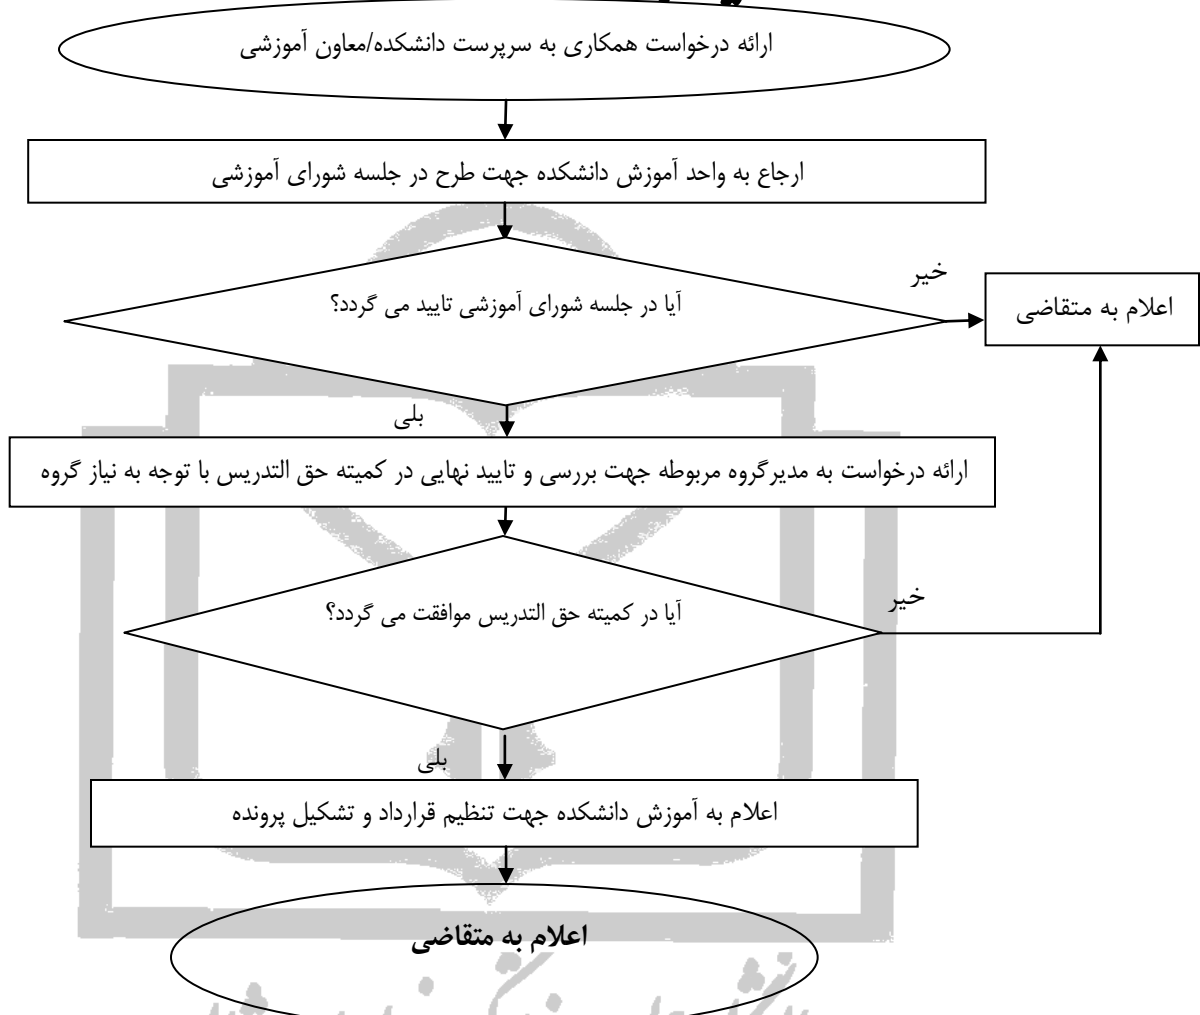 ارائه درخواست همکاری به سرپرست دانشکده/معاون آموزشی
ارجاع به واحد آموزش دانشکده جهت طرح در جلسه شورای آموزشی
خیر
آیا در جلسه شورای آموزشی تایید می گردد؟
اعلام به متقاضی
بلی
ارائه درخواست به مدیرگروه مربوطه جهت بررسی و تایید نهایی در کمیته حق التدریس با توجه به نیاز گروه
خیر
آیا در کمیته حق التدریس موافقت می گردد؟
بلی
اعلام به آموزش دانشکده جهت تنظیم قرارداد و تشکیل پرونده
اعلام به متقاضی